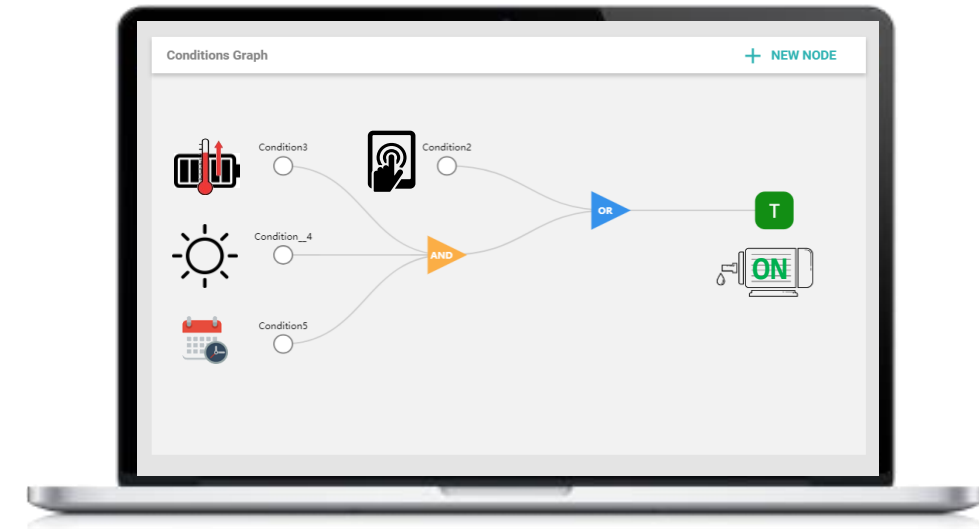 Conditions Graph
NEW NODE
Condition3
Condition2
Condition__4
Condition5
AND
OR
T
ON